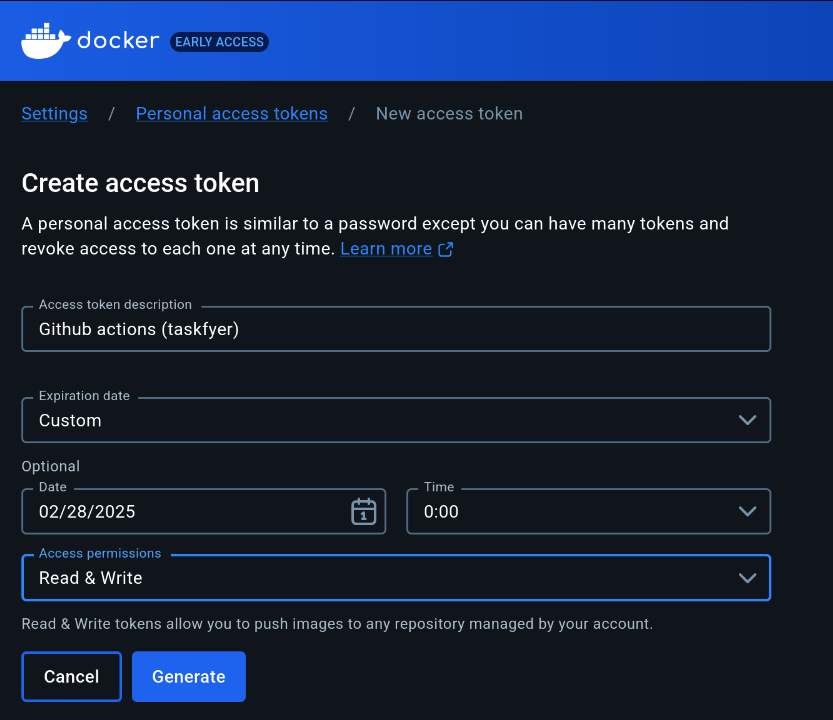 docker EARLY ACCESS
Settings / Personal access tokens / New access token
Create access token
A personal access token is similar to a password except you can have many tokens and
revoke access to each one at any time. Learn more
Access token description
Github actions (taskfyer)
Expiration date
Custom
Optional
Date
02/28/2025
1
Time
0:00
Access permissions
Read & Write
Read & Write tokens allow you to push images to any repository managed by your account.
Cancel
Generate